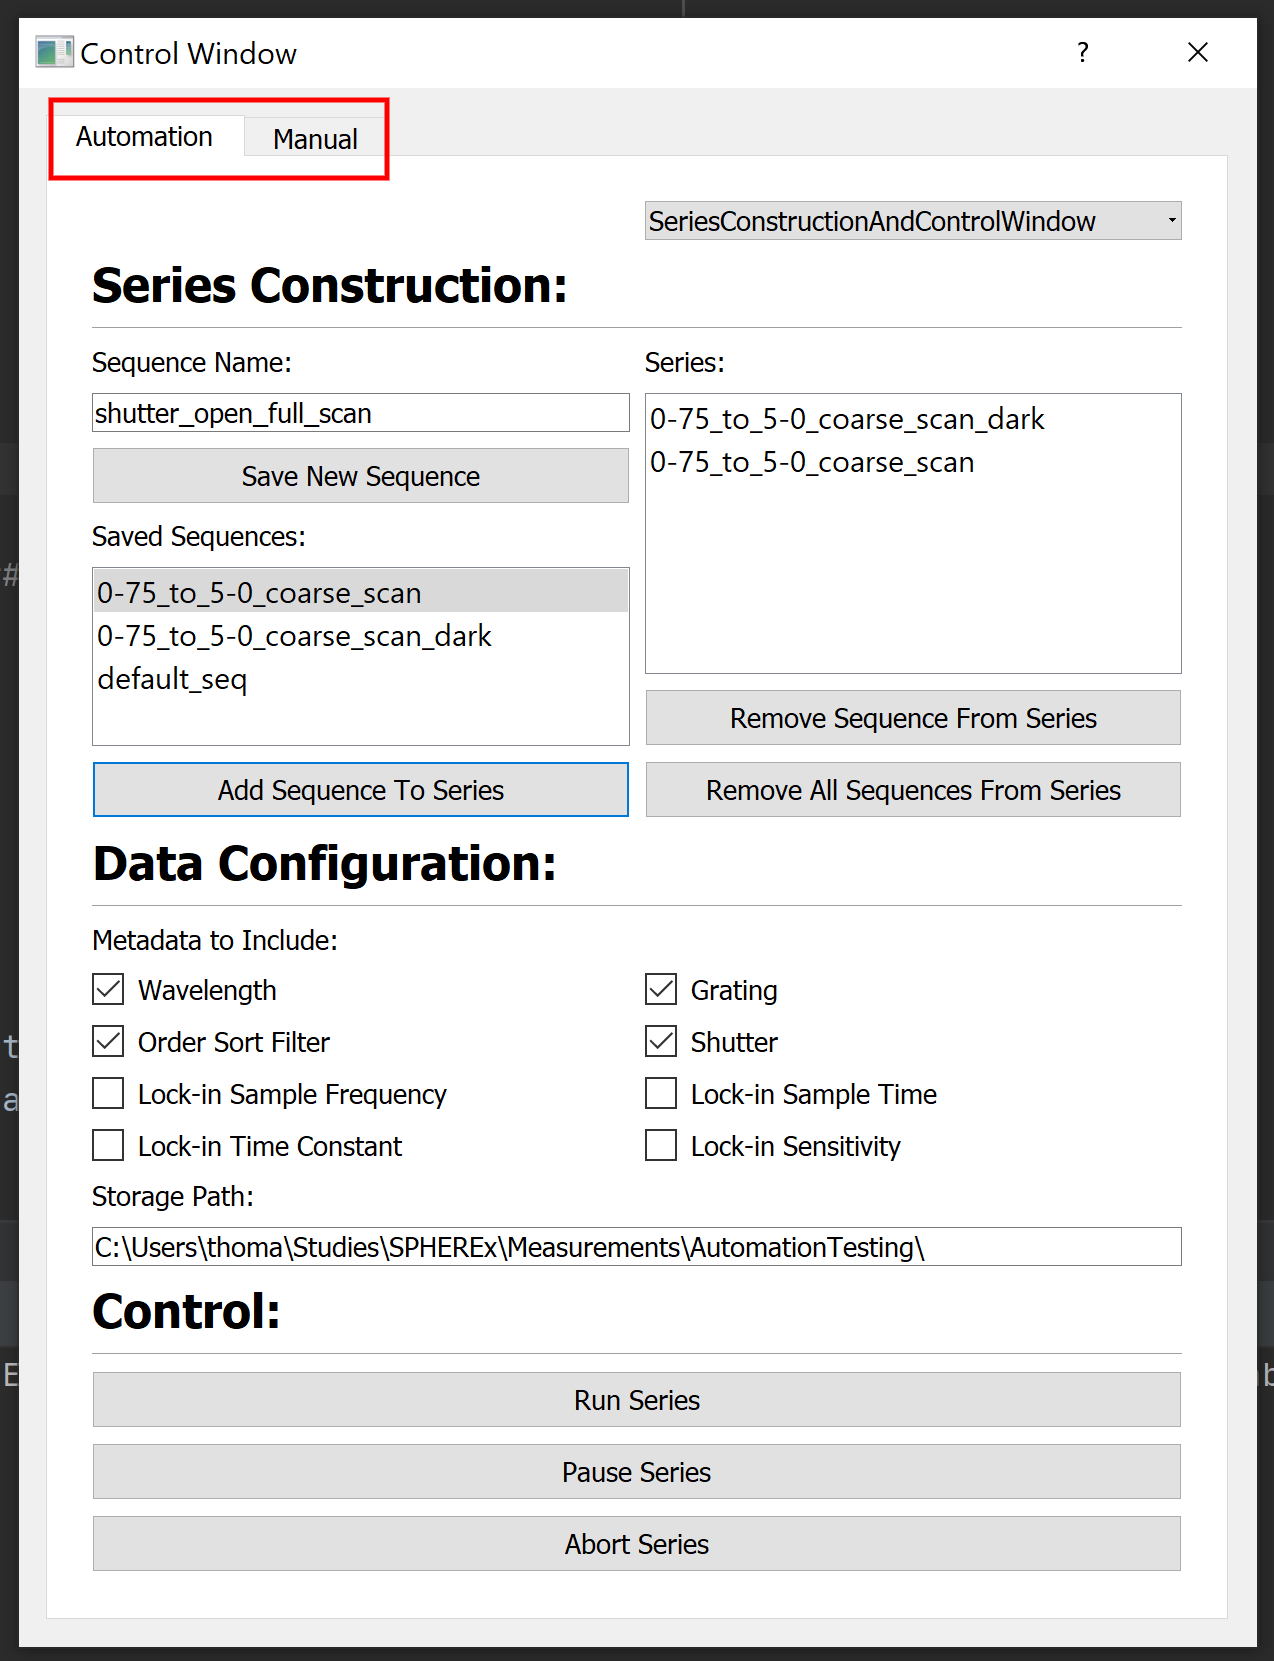 Control Window
?
Automation
Manual
SeriesConstructionAndControlWindow
Series Construction:
Sequence Name:
shutter_open_full_scan
Save New Sequence
Saved Sequences:
0-75_to_5-0_coarse_scan
0-75_to_5-0_coarse_scan_dark
default_seq
Add Sequence To Series
Series:
0-75_to_5-0_coarse_scan_dark
0-75_to_5-0_coarse_scan
Remove Sequence From Series
Remove All Sequences From Series
Data Configuration:
Metadata to Include:
Wavelength
Grating
Order Sort Filter
Shutter
Lock-in Sample Frequency
Lock-in Sample Time
Lock-in Time Constant
Lock-in Sensitivity
Storage Path:
C:\Users\thoma\Studies\SPHEREx\Measurements\AutomationTesting\
Control:
Run Series
Pause Series
Abort Series
#
t
a
E